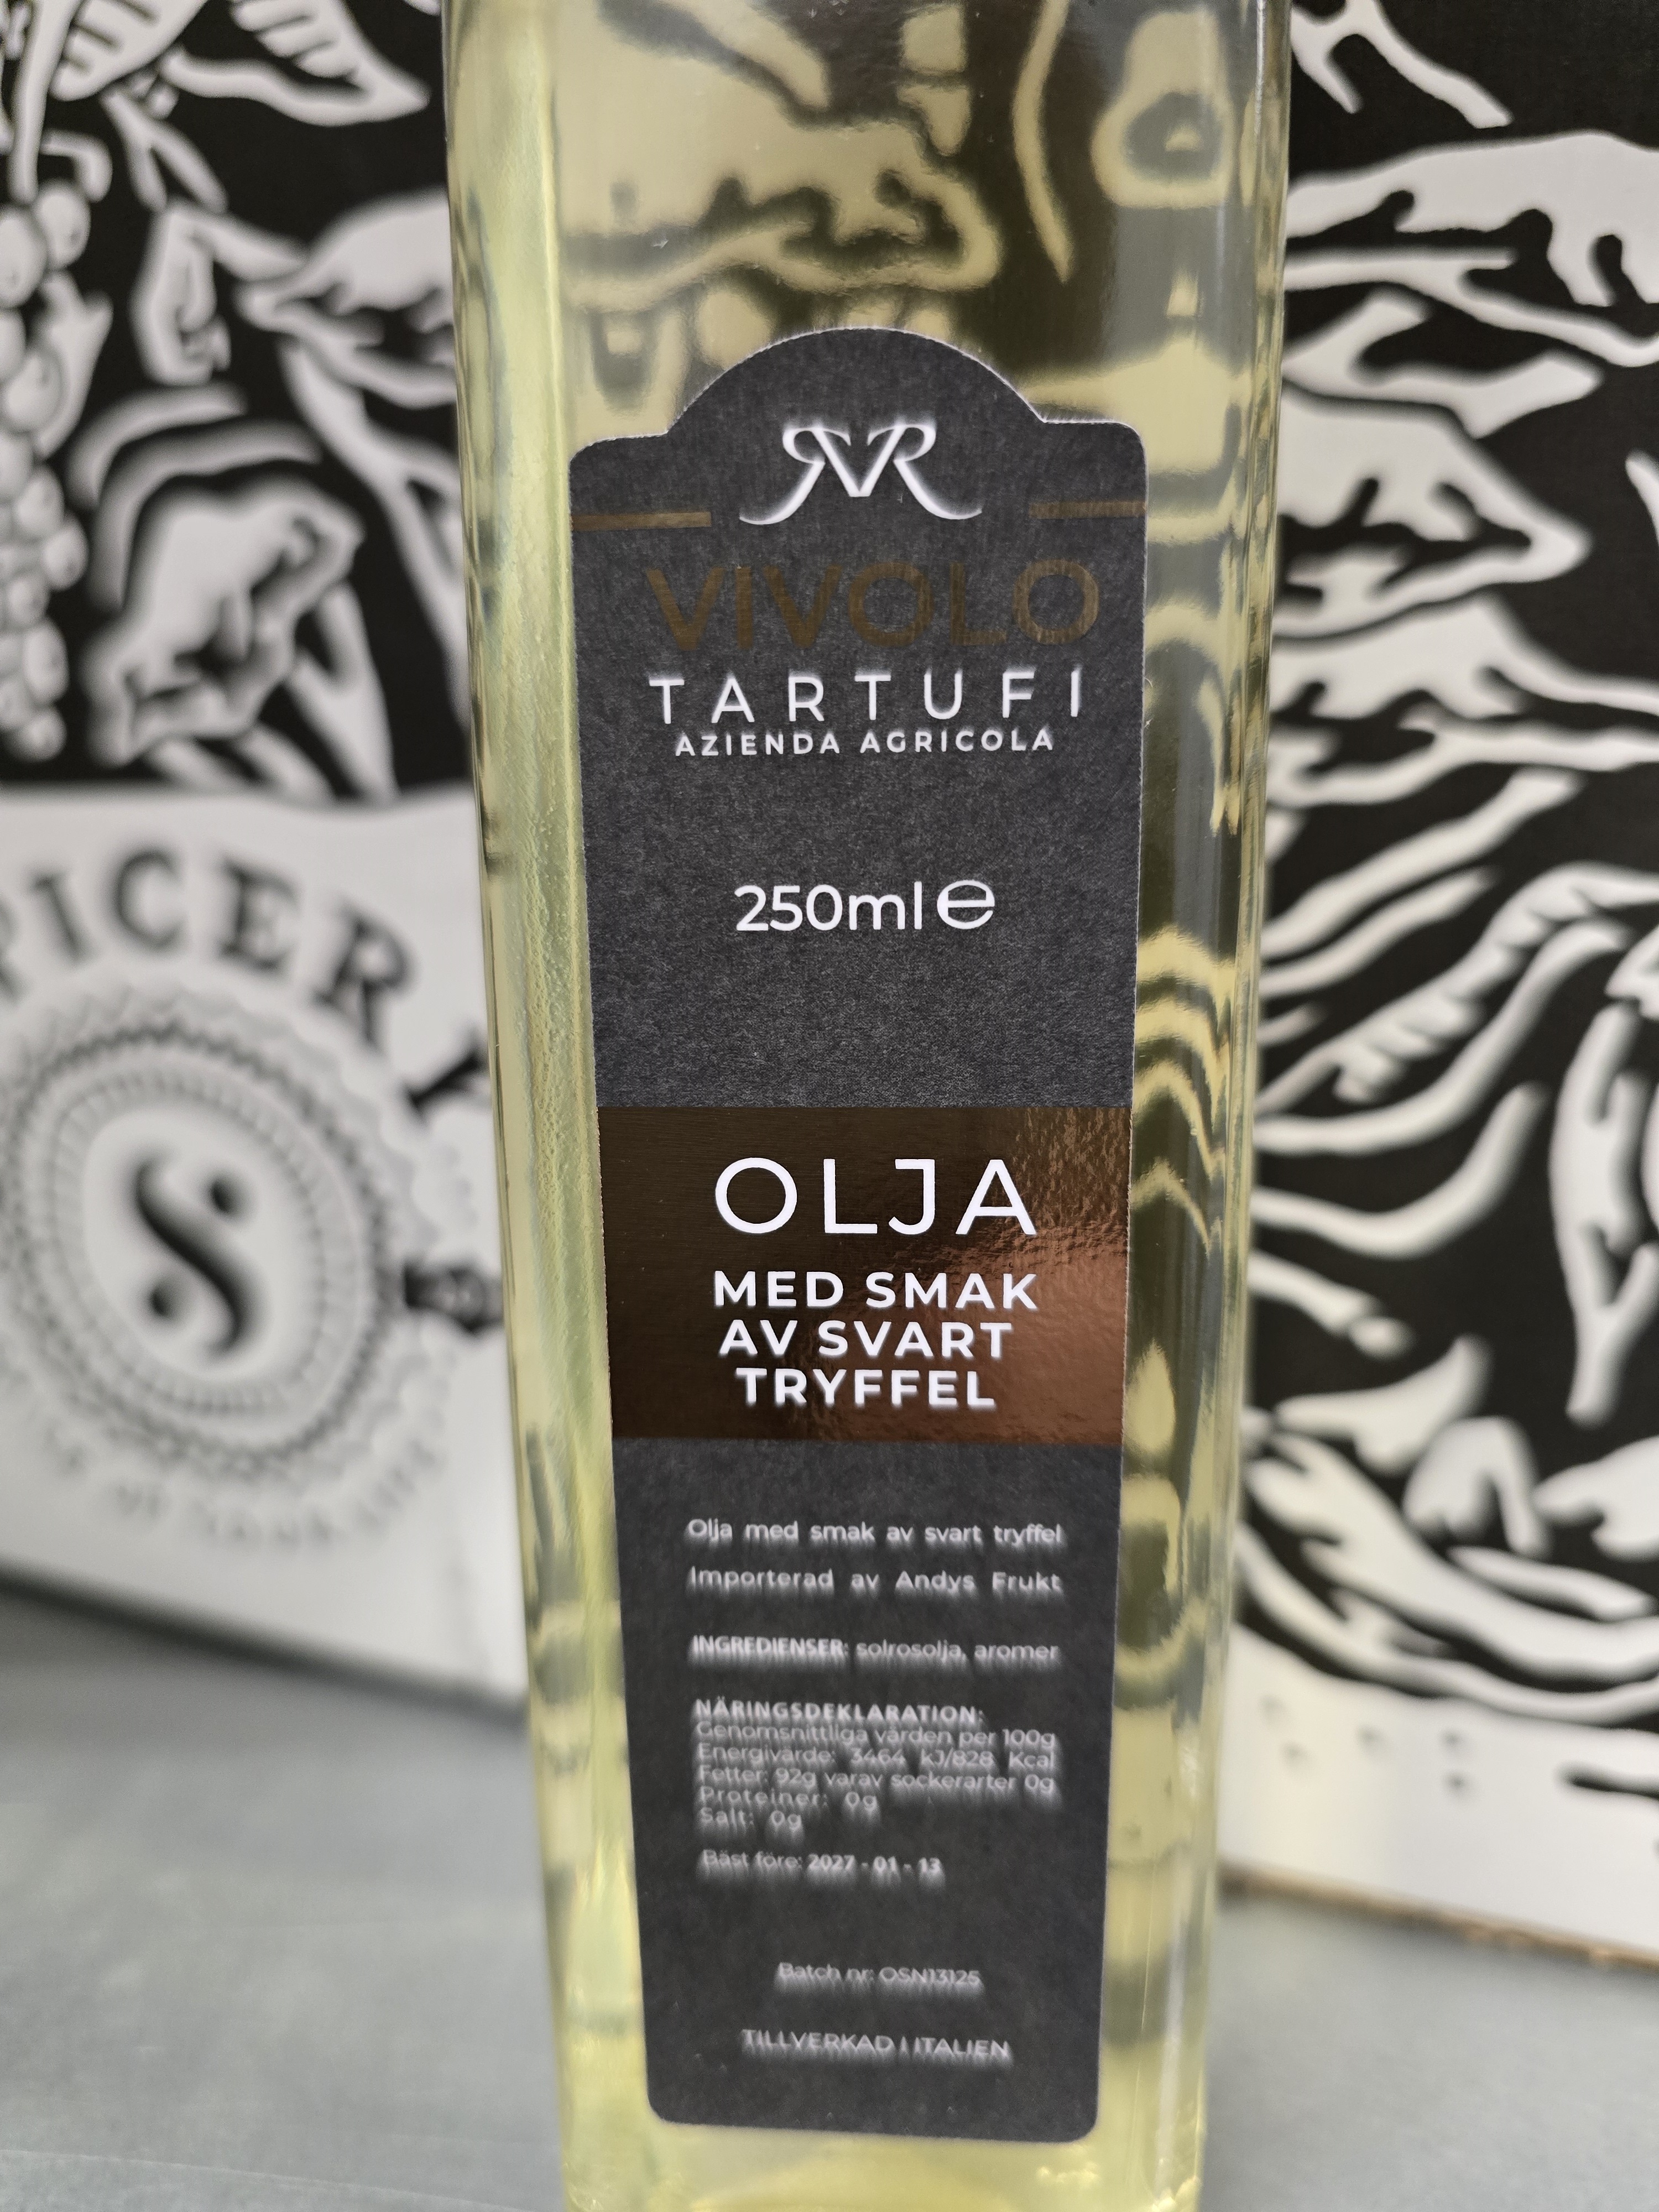 VIVOLO
TARTUFI
AZIENDA AGRICOLA
250ml e
OLJA
MED SMAK
AV SVART
TRYFFEL
Olja med smak av svart tryffel
Importerad av Andys Frukt
INGREDIENSER: solrosolja, aromer
NÄRINGSDEKLARATION:
Genomsnittliga värden per 100g
Energivärde: 3464 kJ/828 Kcal
Fetter: 92g varav sockerarter 0g
Proteiner: 0g
Salt: 0g
Bäst före: 2027 - 01 - 13
Batch nr: OSN13125
TILLVERKAD I ITALIEN
PICER
S